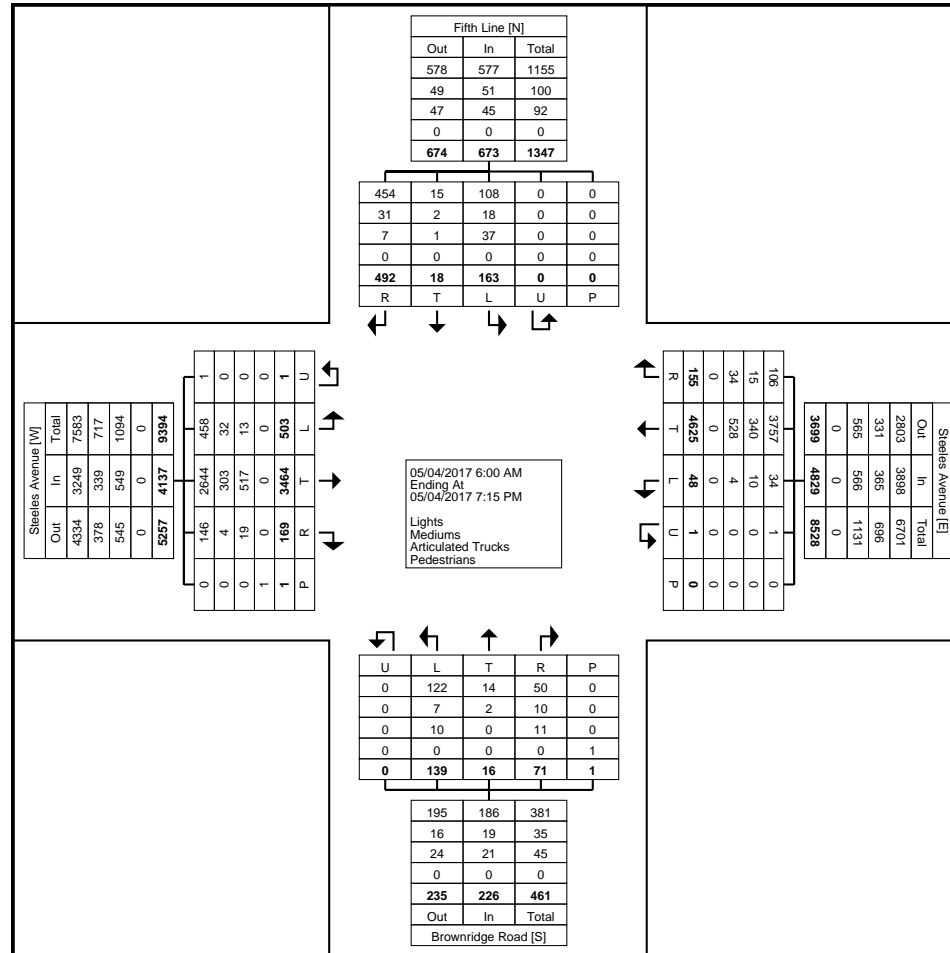 Fifth Line [N]
Out In Total
578 577 1155
49 51 100
47 45 92
0 0 0
674 673 1347
454 15 108 0 0
31 2 18 0 0
7 1 37 0 0
0 0 0 0 0
492 18 163 0 0
R T L U P
Steeles Avenue [W]
Total 7583 717 1094 0 9394
In 3249 339 549 0 4137
Out 4334 378 545 0 5257
1 0 0 0 1 U
458 32 13 0 503 L
2644 303 517 0 3464 T
146 4 19 0 169 R
0 0 0 1 1 P
05/04/2017 6:00 AM
Ending At
05/04/2017 7:15 PM
Lights
Mediums
Articulated Trucks
Pedestrians
R 155 0 34 15 106
T 4625 0 528 340 3757
L 48 0 4 10 34
U 1 0 0 0 1
P 0 0 0 0 0
3699 0 565 331 2803 Out
4829 0 566 365 3898 In
8528 0 1131 696 6701 Total
Steeles Avenue [E]
U L T R P
0 122 14 50 0
0 7 2 10 0
0 10 0 11 0
0 0 0 0 1
0 139 16 71 1
195 186 381
16 19 35
24 21 45
0 0 0
235 226 461
Out In Total
Brownridge Road [S]